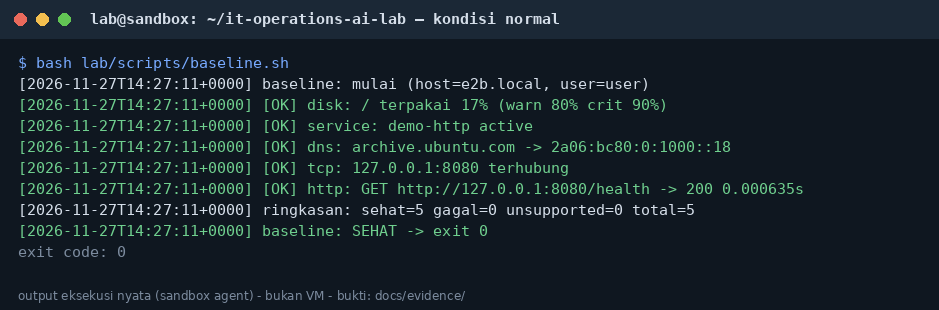 lab@sandbox: ~/it-operations-ai-lab — kondisi normal
$ bash lab/scripts/baseline.sh
[2026-11-27T14:27:11+0000] baseline: mulai (host=e2b.local, user=user)
[2026-11-27T14:27:11+0000] [OK] disk: / terpakai 17% (warn 80% crit 90%)
[2026-11-27T14:27:11+0000] [OK] service: demo-http active
[2026-11-27T14:27:11+0000] [OK] dns: archive.ubuntu.com -> 2a06:bc80:0:1000::18
[2026-11-27T14:27:11+0000] [OK] tcp: 127.0.0.1:8080 terhubung
[2026-11-27T14:27:11+0000] [OK] http: GET http://127.0.0.1:8080/health -> 200 0.000635s
[2026-11-27T14:27:11+0000] ringkasan: sehat=5 gagal=0 unsupported=0 total=5
[2026-11-27T14:27:11+0000] baseline: SEHAT -> exit 0
exit code: 0
output eksekusi nyata (sandbox agent) - bukan VM - bukti: docs/evidence/